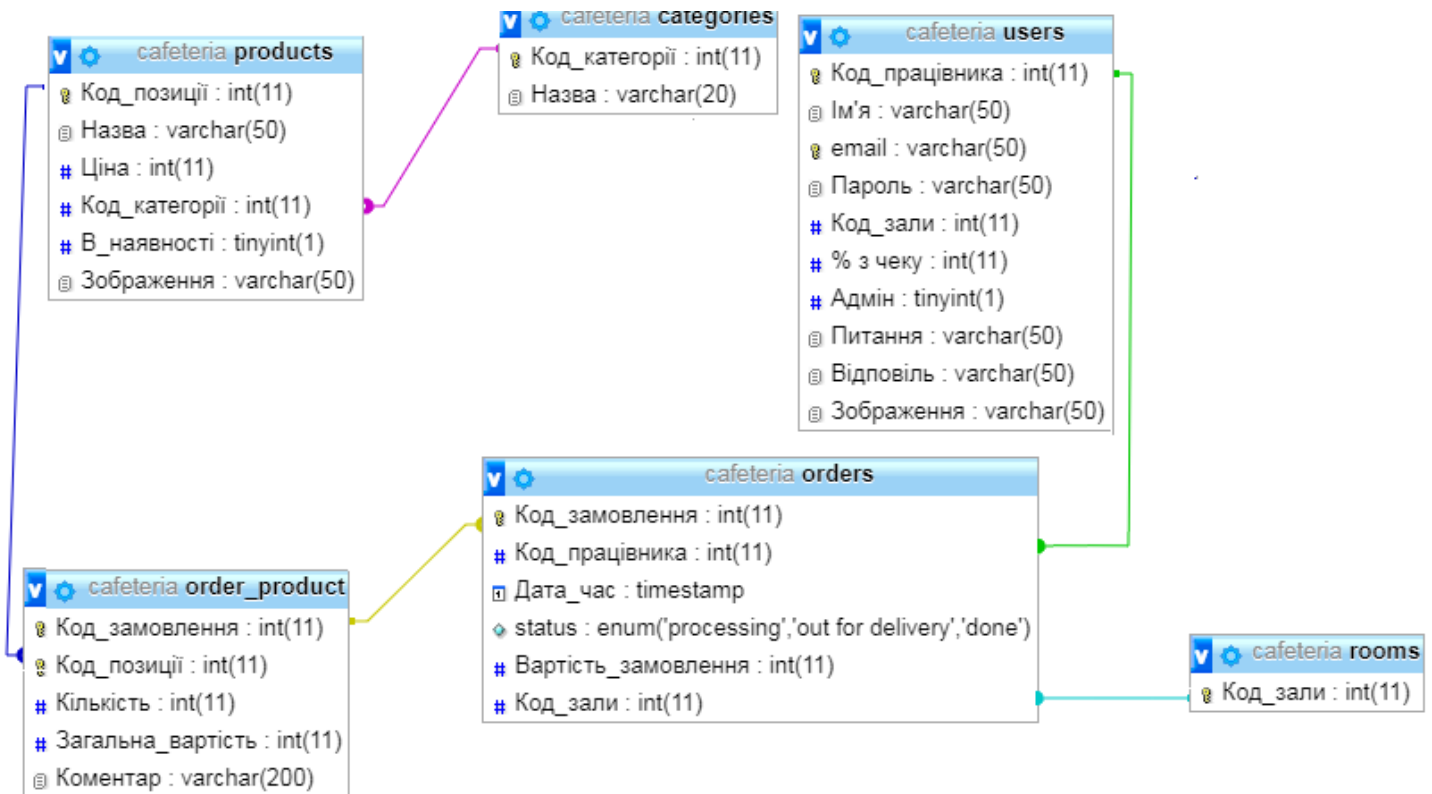 cafeteria products
Код_позиції : int(11)
Назва : varchar(50)
Ціна : int(11)
Код_категорії : int(11)
В_наявності : tinyint(1)
Зображення : varchar(50)
cafeteria categories
Код_категорії : int(11)
Назва : varchar(20)
cafeteria users
Код_працівника : int(11)
Ім'я : varchar(50)
email : varchar(50)
Пароль : varchar(50)
Код_зали : int(11)
% з чеку : int(11)
Адмін : tinyint(1)
Питання : varchar(50)
Відповіль : varchar(50)
Зображення : varchar(50)
cafeteria orders
Код_замовлення : int(11)
Код_працівника : int(11)
Дата_час : timestamp
status : enum('processing','out for delivery','done')
Вартість_замовлення : int(11)
Код_зали : int(11)
cafeteria order_product
Код_замовлення : int(11)
Код_позиції : int(11)
Кількість : int(11)
Загальна_вартість : int(11)
Коментар : varchar(200)
cafeteria rooms
Код_зали : int(11)